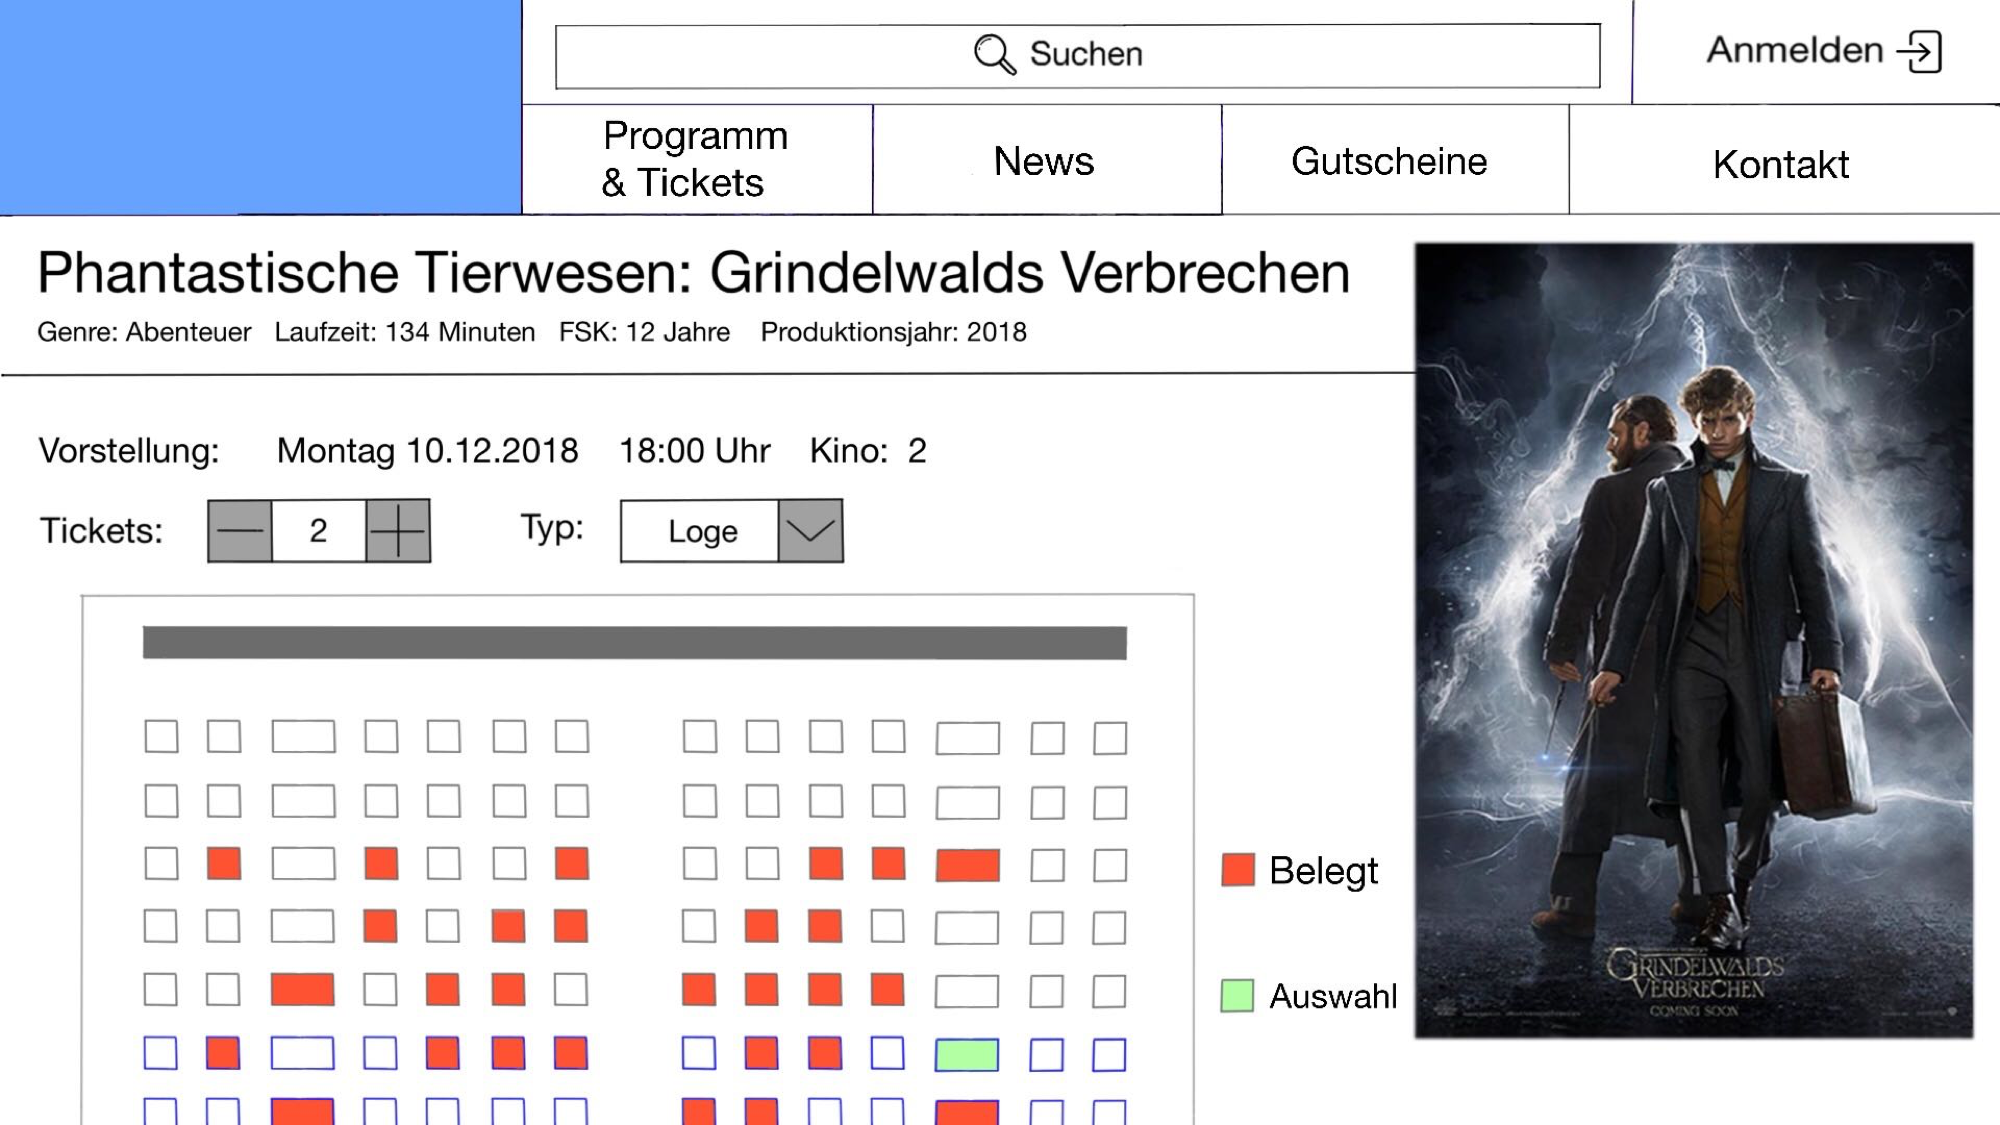 Suchen
Anmelden
Programm
& Tickets
News
Gutscheine
Kontakt
Phantastische Tierwesen: Grindelwalds Verbrechen
Genre: Abenteuer Laufzeit: 134 Minuten FSK: 12 Jahre Produktionsjahr: 2018
Vorstellung: Montag 10.12.2018 18:00 Uhr Kino: 2
Tickets: 2 Typ: Loge
Belegt
Auswahl
GRINDELWALDS
VERBRECHEN
COMING SOON